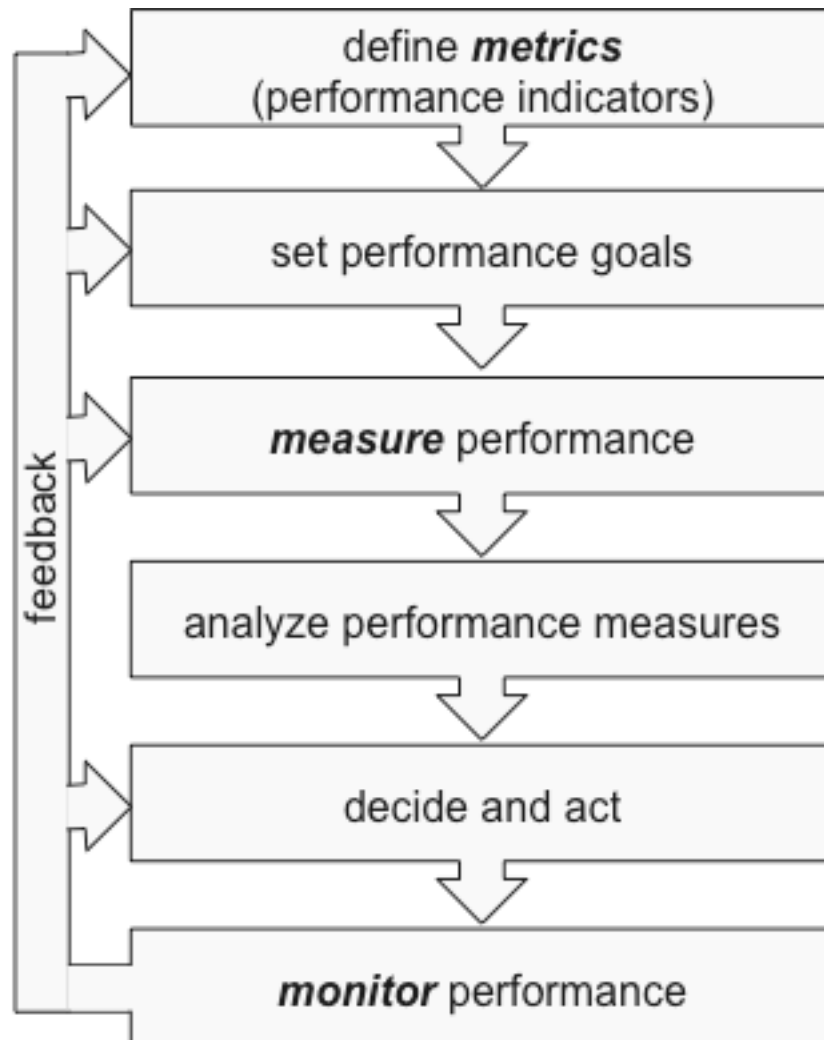 define metrics
(performance indicators)
set performance goals
measure performance
feedback
analyze performance measures
decide and act
monitor performance